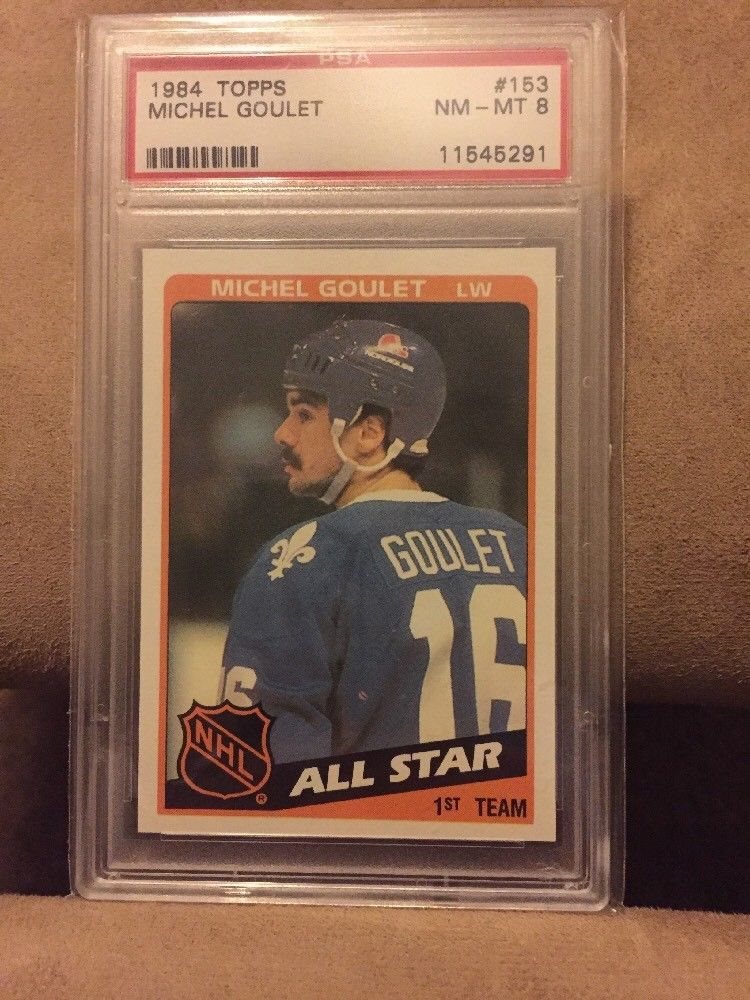 PSA
1984 TOPPS #153
MICHEL GOULET NM-MT 8
11545291
MICHEL GOULET LW
GOULET
16
16
NHL
®
ALL STAR
1ST TEAM